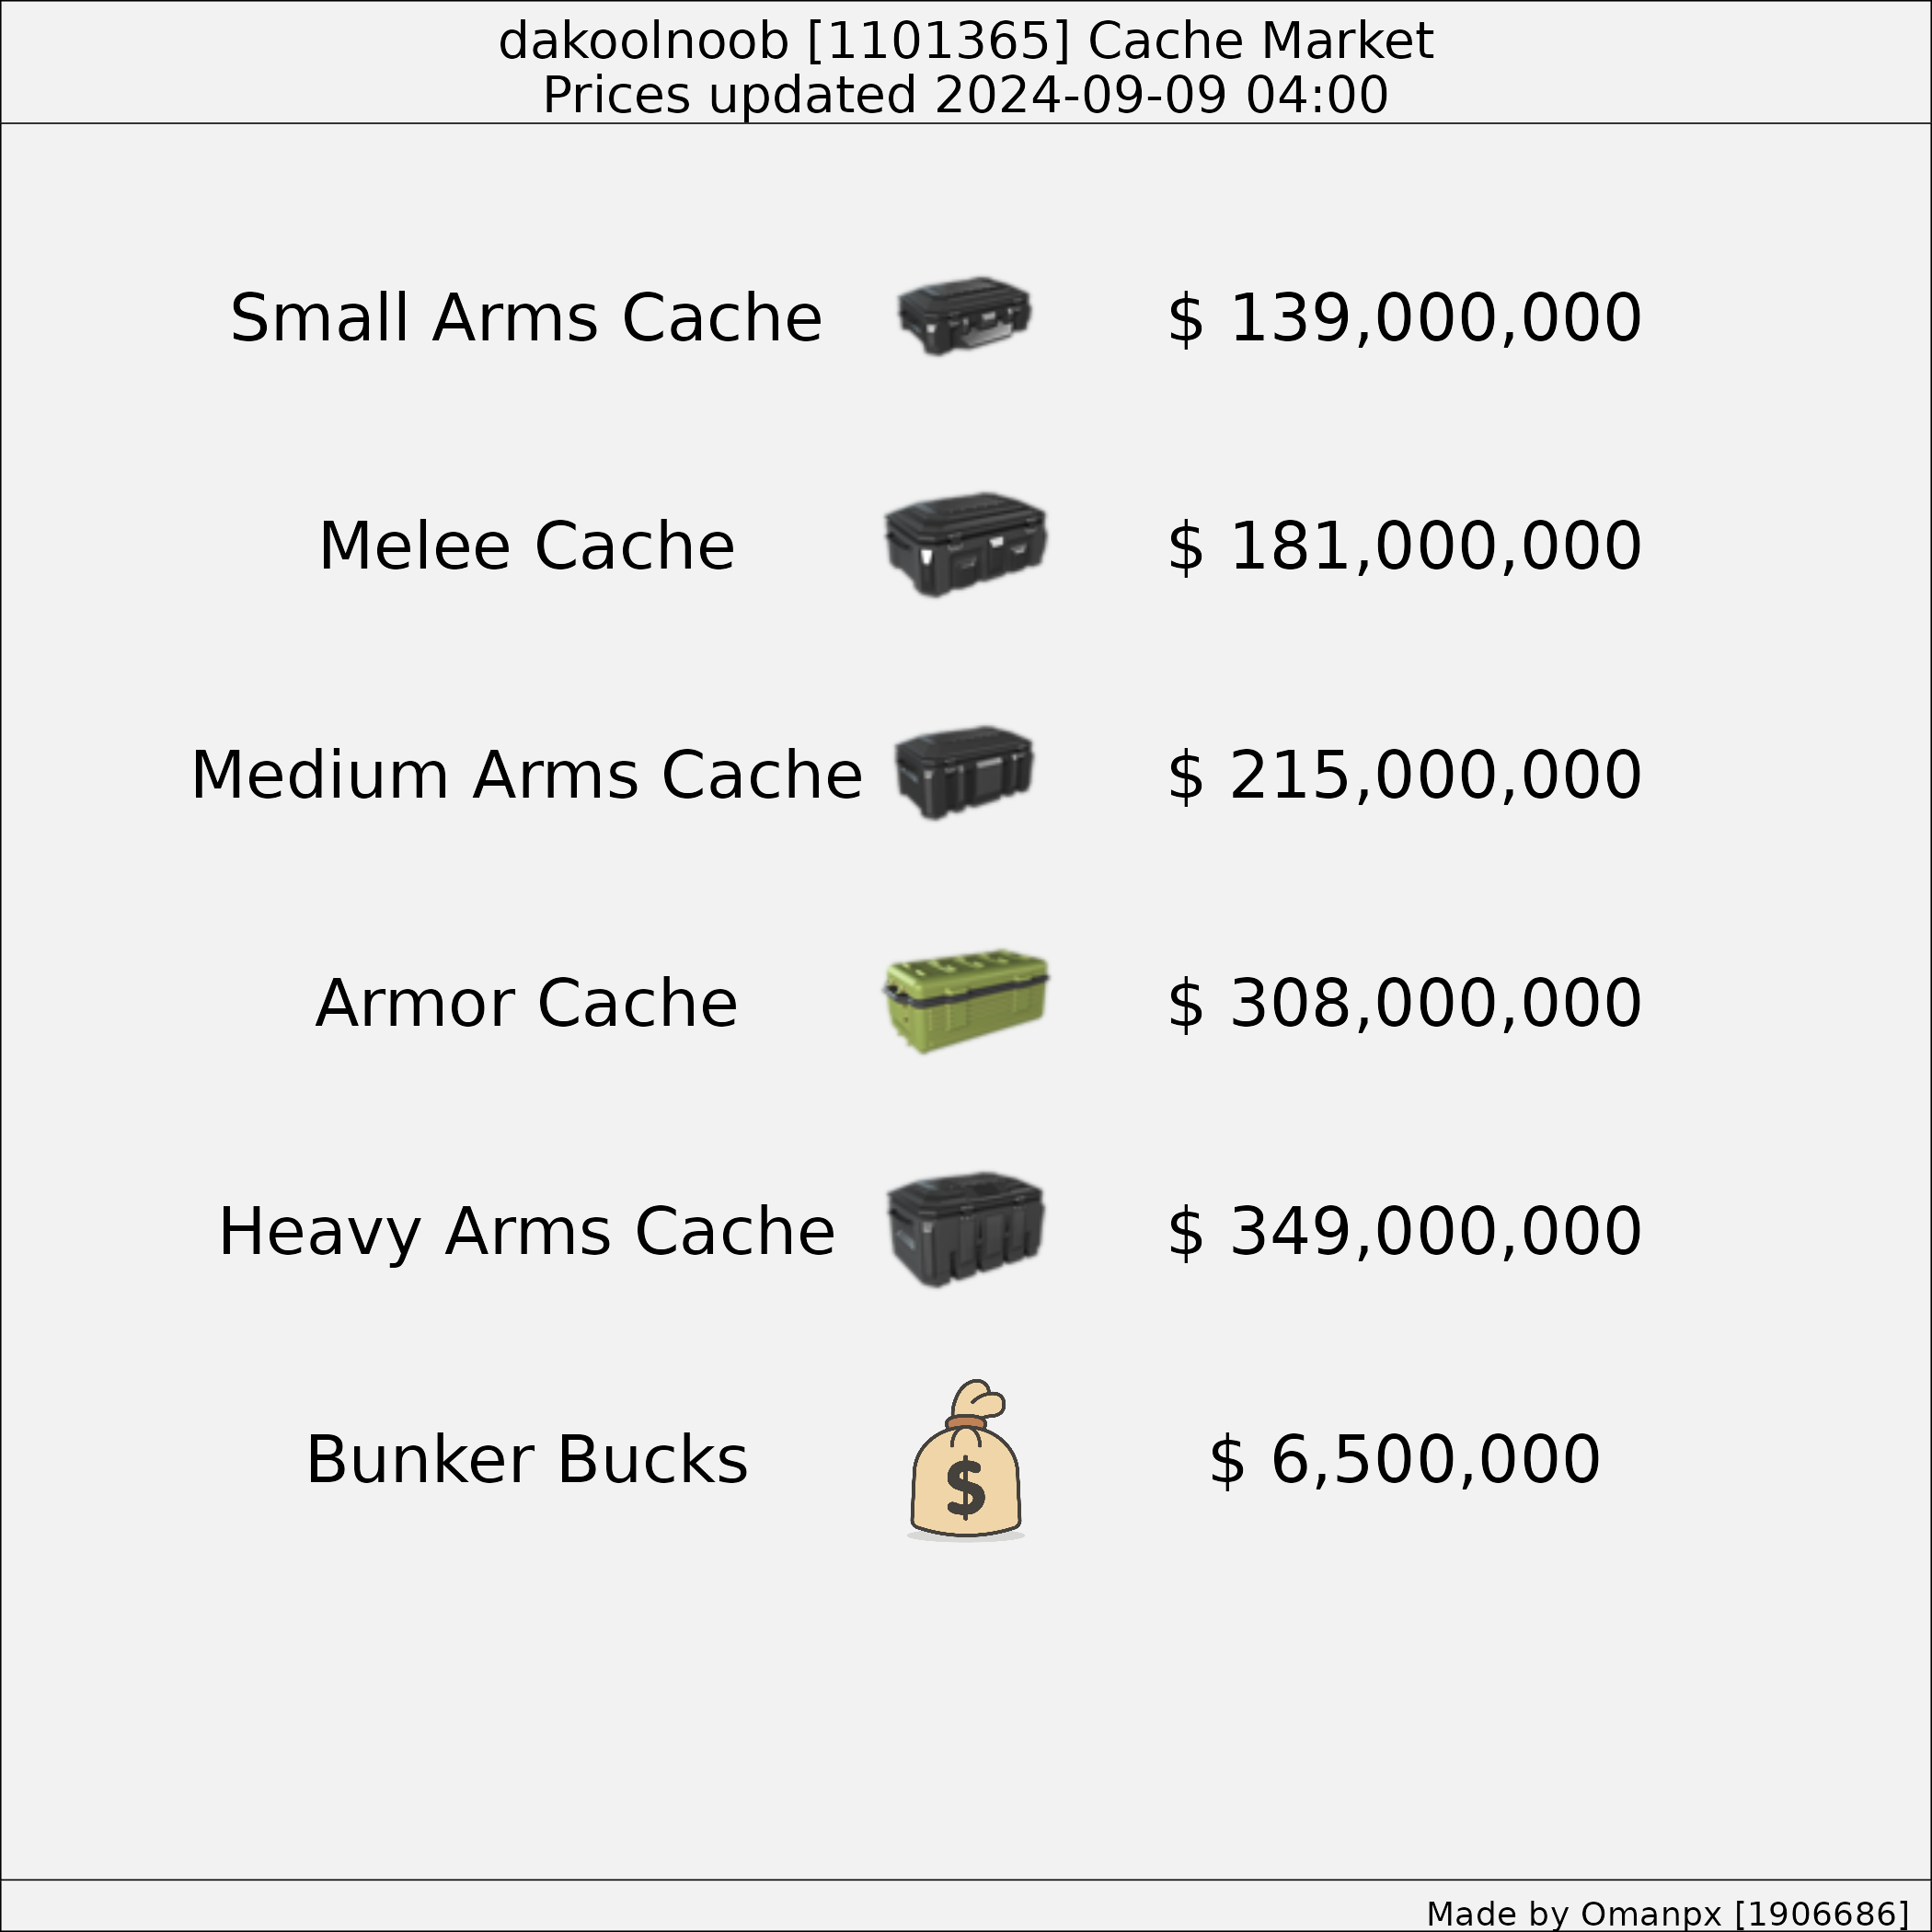 dakoolnoob [1101365] Cache Market
Prices updated 2024-09-09 04:00
Small Arms Cache $ 139,000,000
Melee Cache $ 181,000,000
Medium Arms Cache $ 215,000,000
Armor Cache $ 308,000,000
Heavy Arms Cache $ 349,000,000
Bunker Bucks $ $ 6,500,000
Made by Omanpx [1906686]